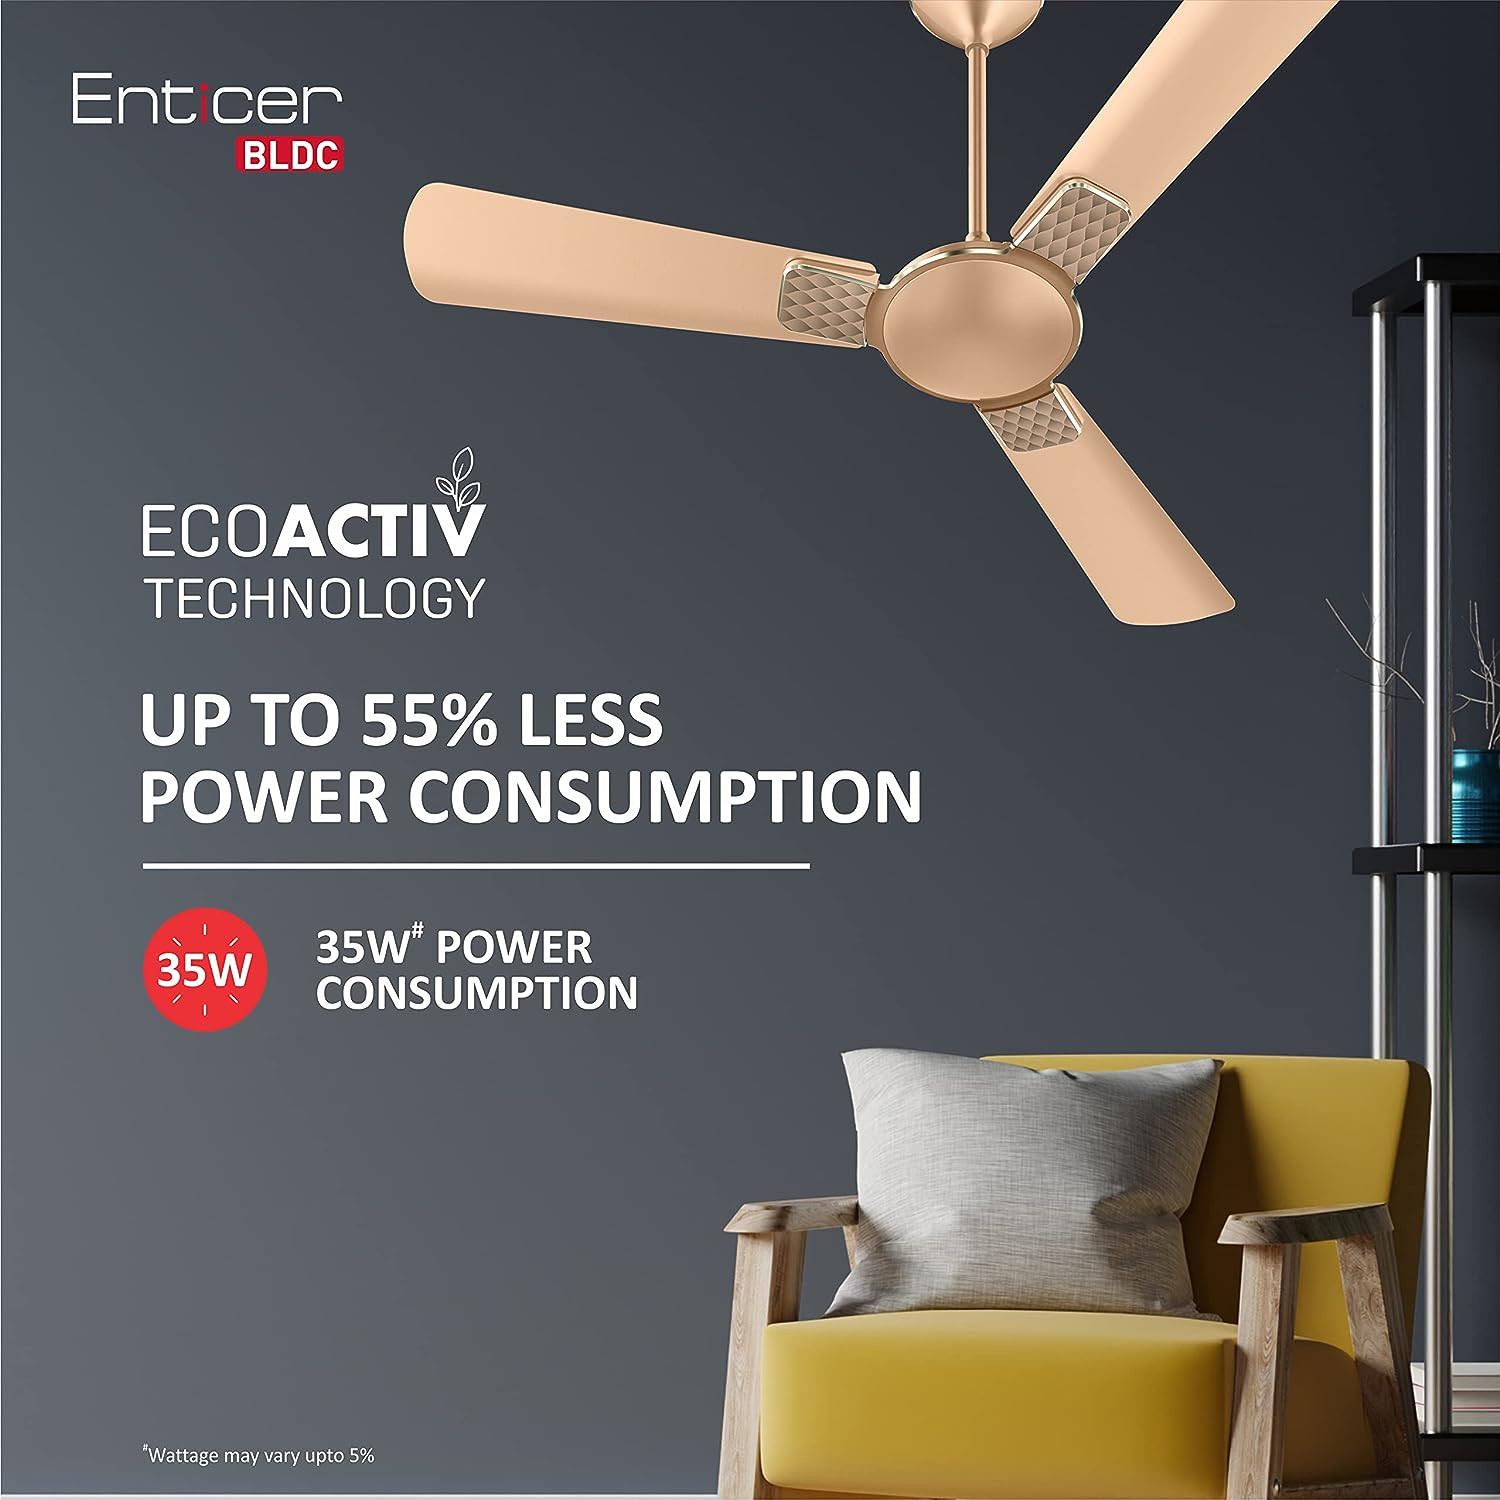 Enticer
BLDC
ECOACTIV
TECHNOLOGY
UP TO 55% LESS
POWER CONSUMPTION
35W
35W# POWER
CONSUMPTION
#Wattage may vary upto 5%